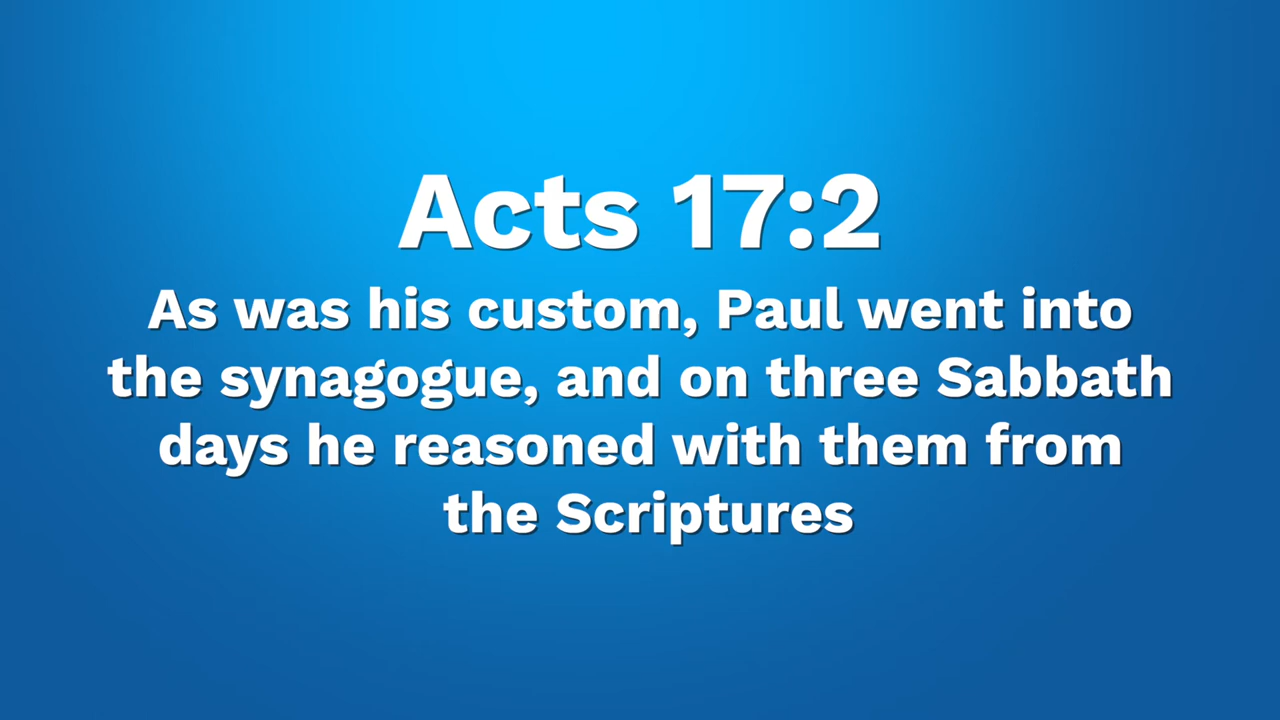 Acts 17:2
As was his custom, Paul went into
the synagogue, and on three Sabbath
days he reasoned with them from
the Scriptures